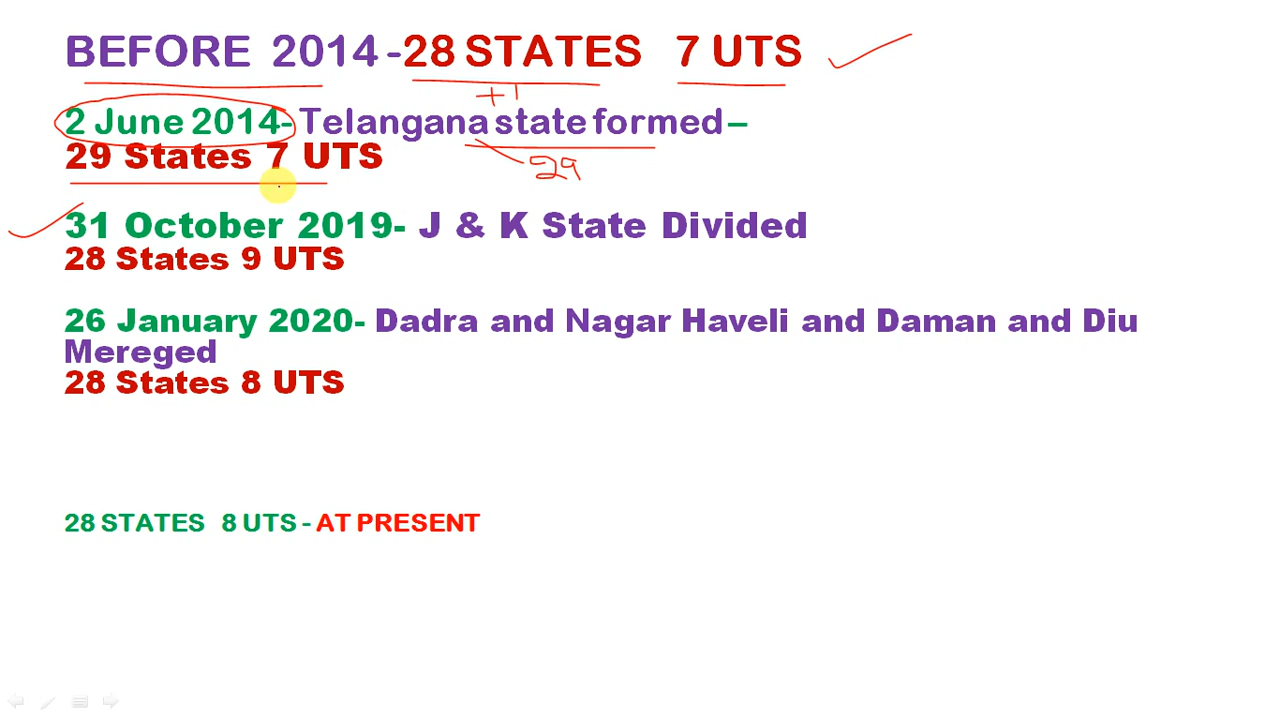 BEFORE 2014 -28 STATES 7 UTS
+1
2 June 2014- Telangana state formed –
29 States 7 UTS
29
31 October 2019- J & K State Divided
28 States 9 UTS
26 January 2020- Dadra and Nagar Haveli and Daman and Diu
Mereged
28 States 8 UTS
28 STATES 8 UTS - AT PRESENT